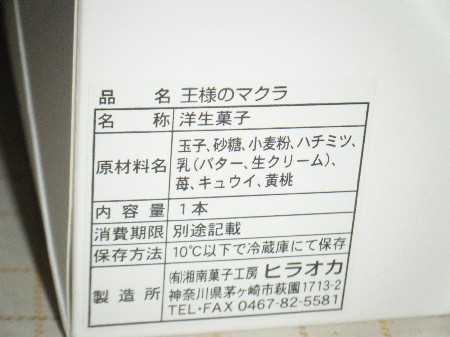 品名 王様のマクラ
名称 洋生菓子
原材料名 玉子、砂糖、小麦粉、ハチミツ、
乳(バター、生クリーム)、
苺、キュウイ、黄桃
内容量 1本
消費期限 別途記載
保存方法 10℃以下で冷蔵庫にて保存
製造所 ㈲湘南菓子工房 ヒラオカ
神奈川県茅ヶ崎市萩園1713-2
TEL・FAX 0467-82-5581